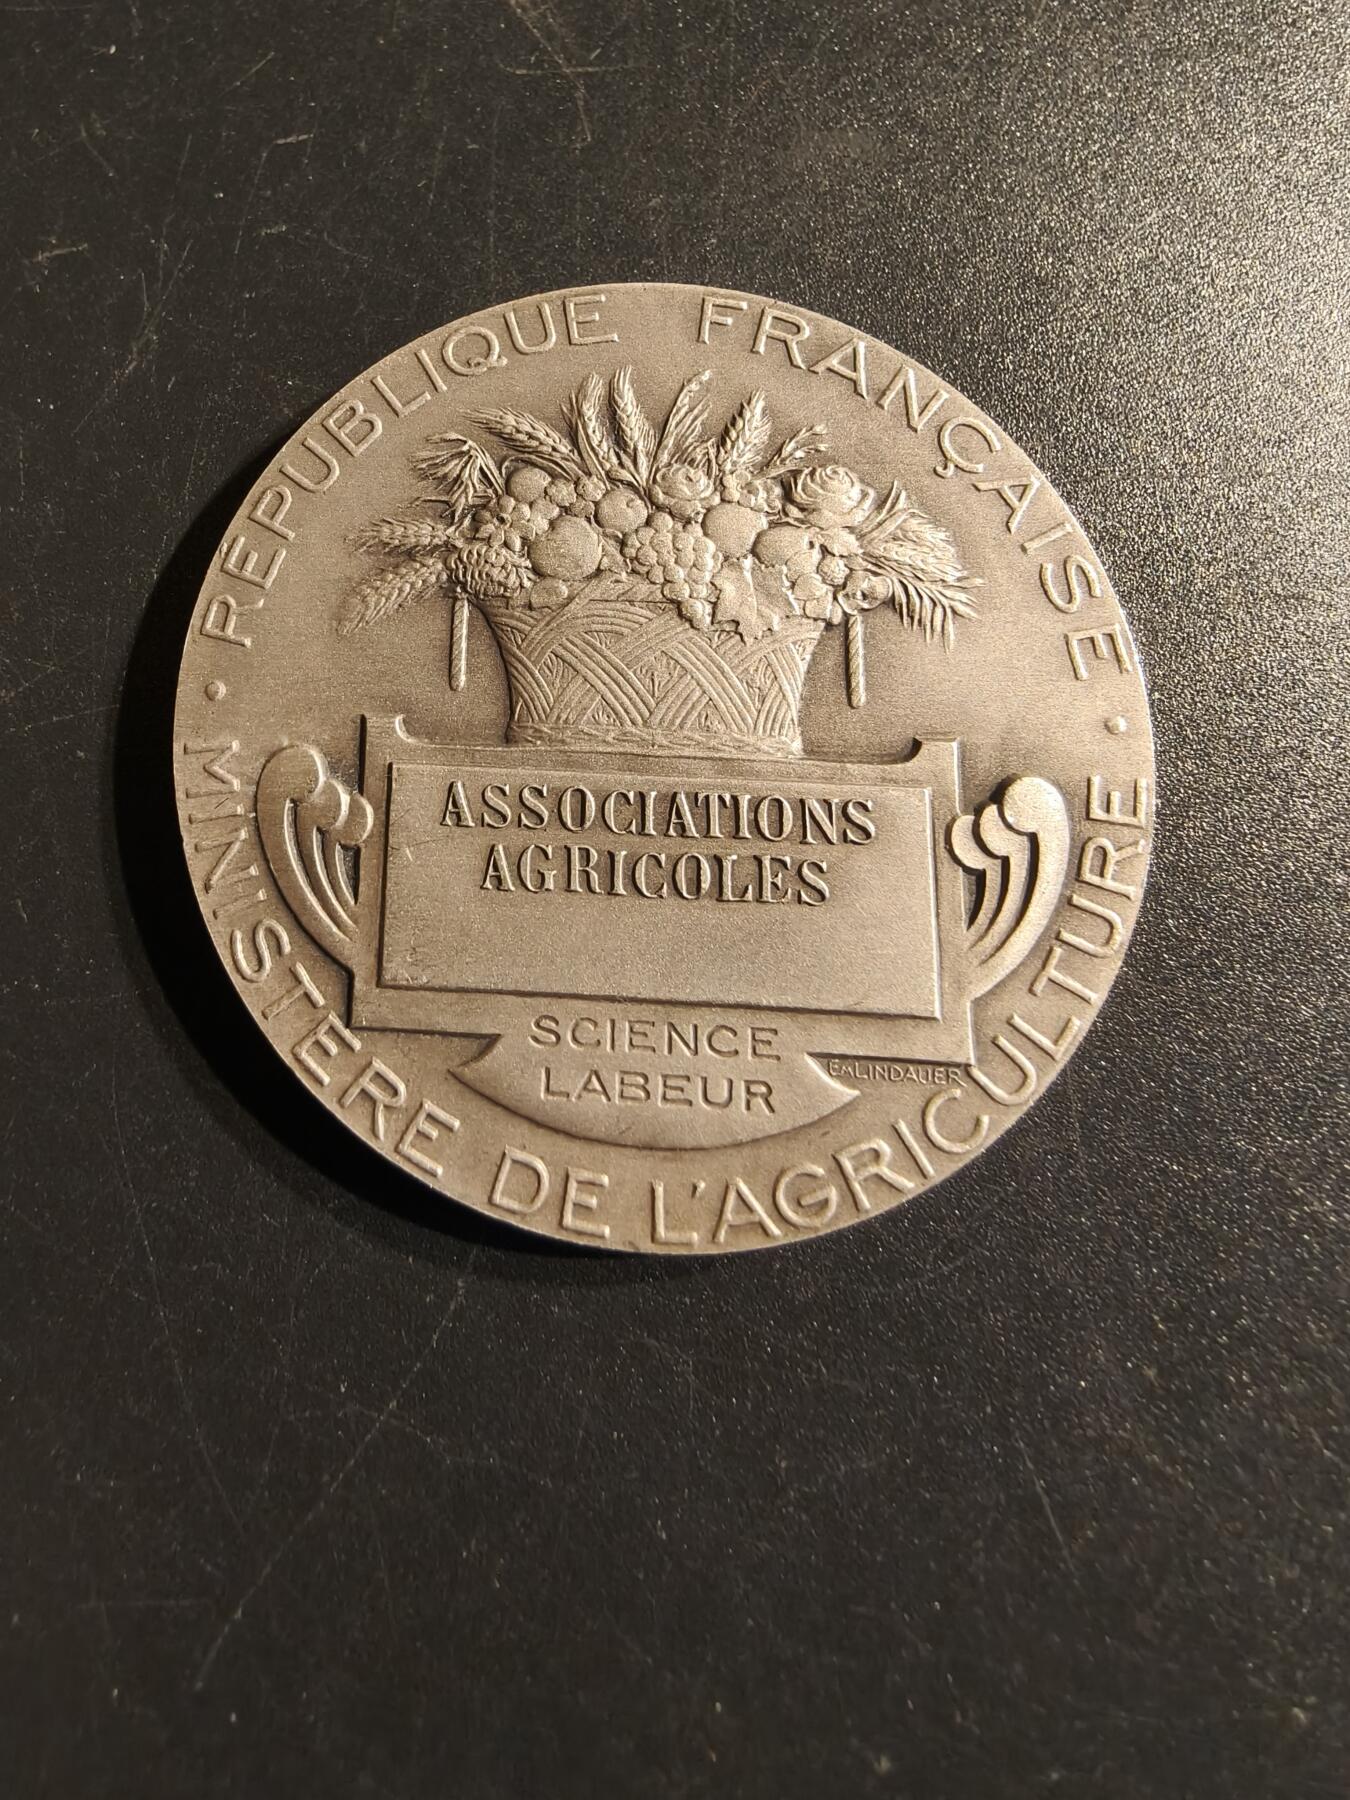 RÉPUBLIQUE FRANÇAISE
ASSOCIATIONS
AGRICOLES
SCIENCE
LABEUR
EM LINDAUER
MINISTERE DE L'AGRICULTURE